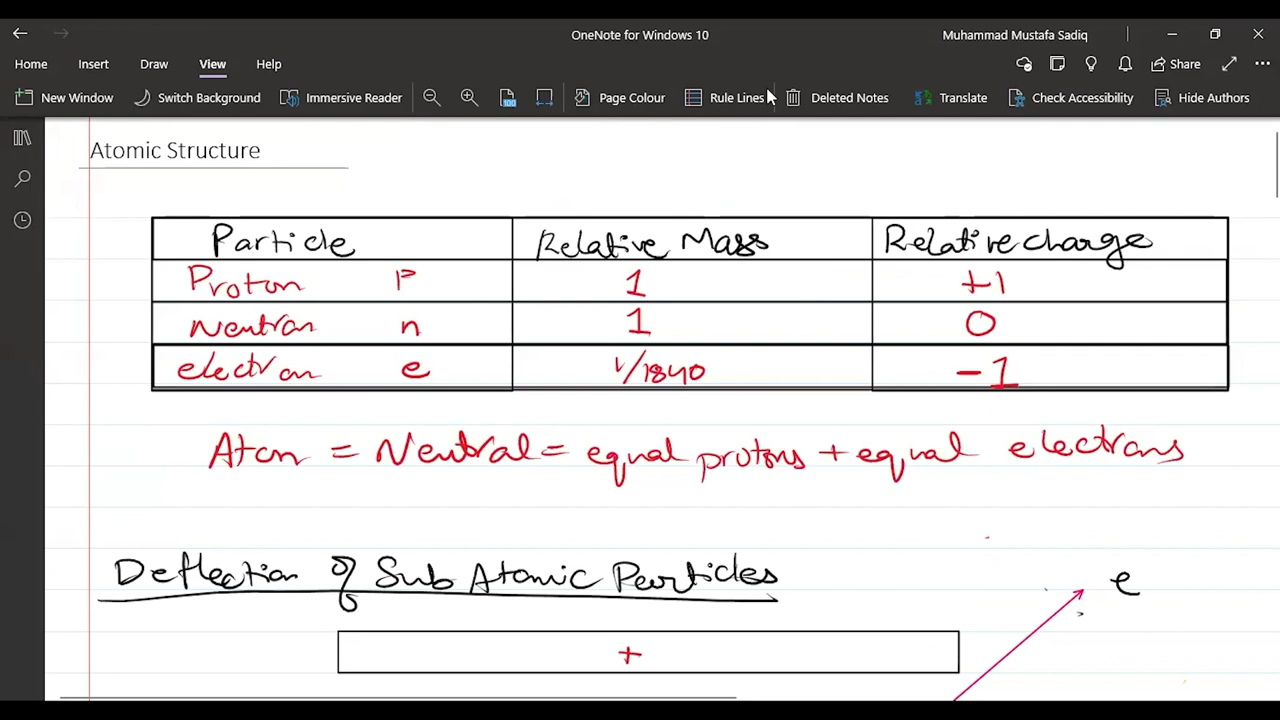 OneNote for Windows 10
Muhammad Mustafa Sadiq
Home Insert Draw View Help
Share
New Window Switch Background Immersive Reader Page Colour Rule Lines Deleted Notes Translate Check Accessibility Hide Authors
Atomic Structure
Particle Relative Mass Relative charge
Proton P 1 +1
Neutron n 1 0
electron e 1/1840 -1
Atom = Neutral = equal protons + equal electrons
Deflection of Sub Atomic Particles
e
+